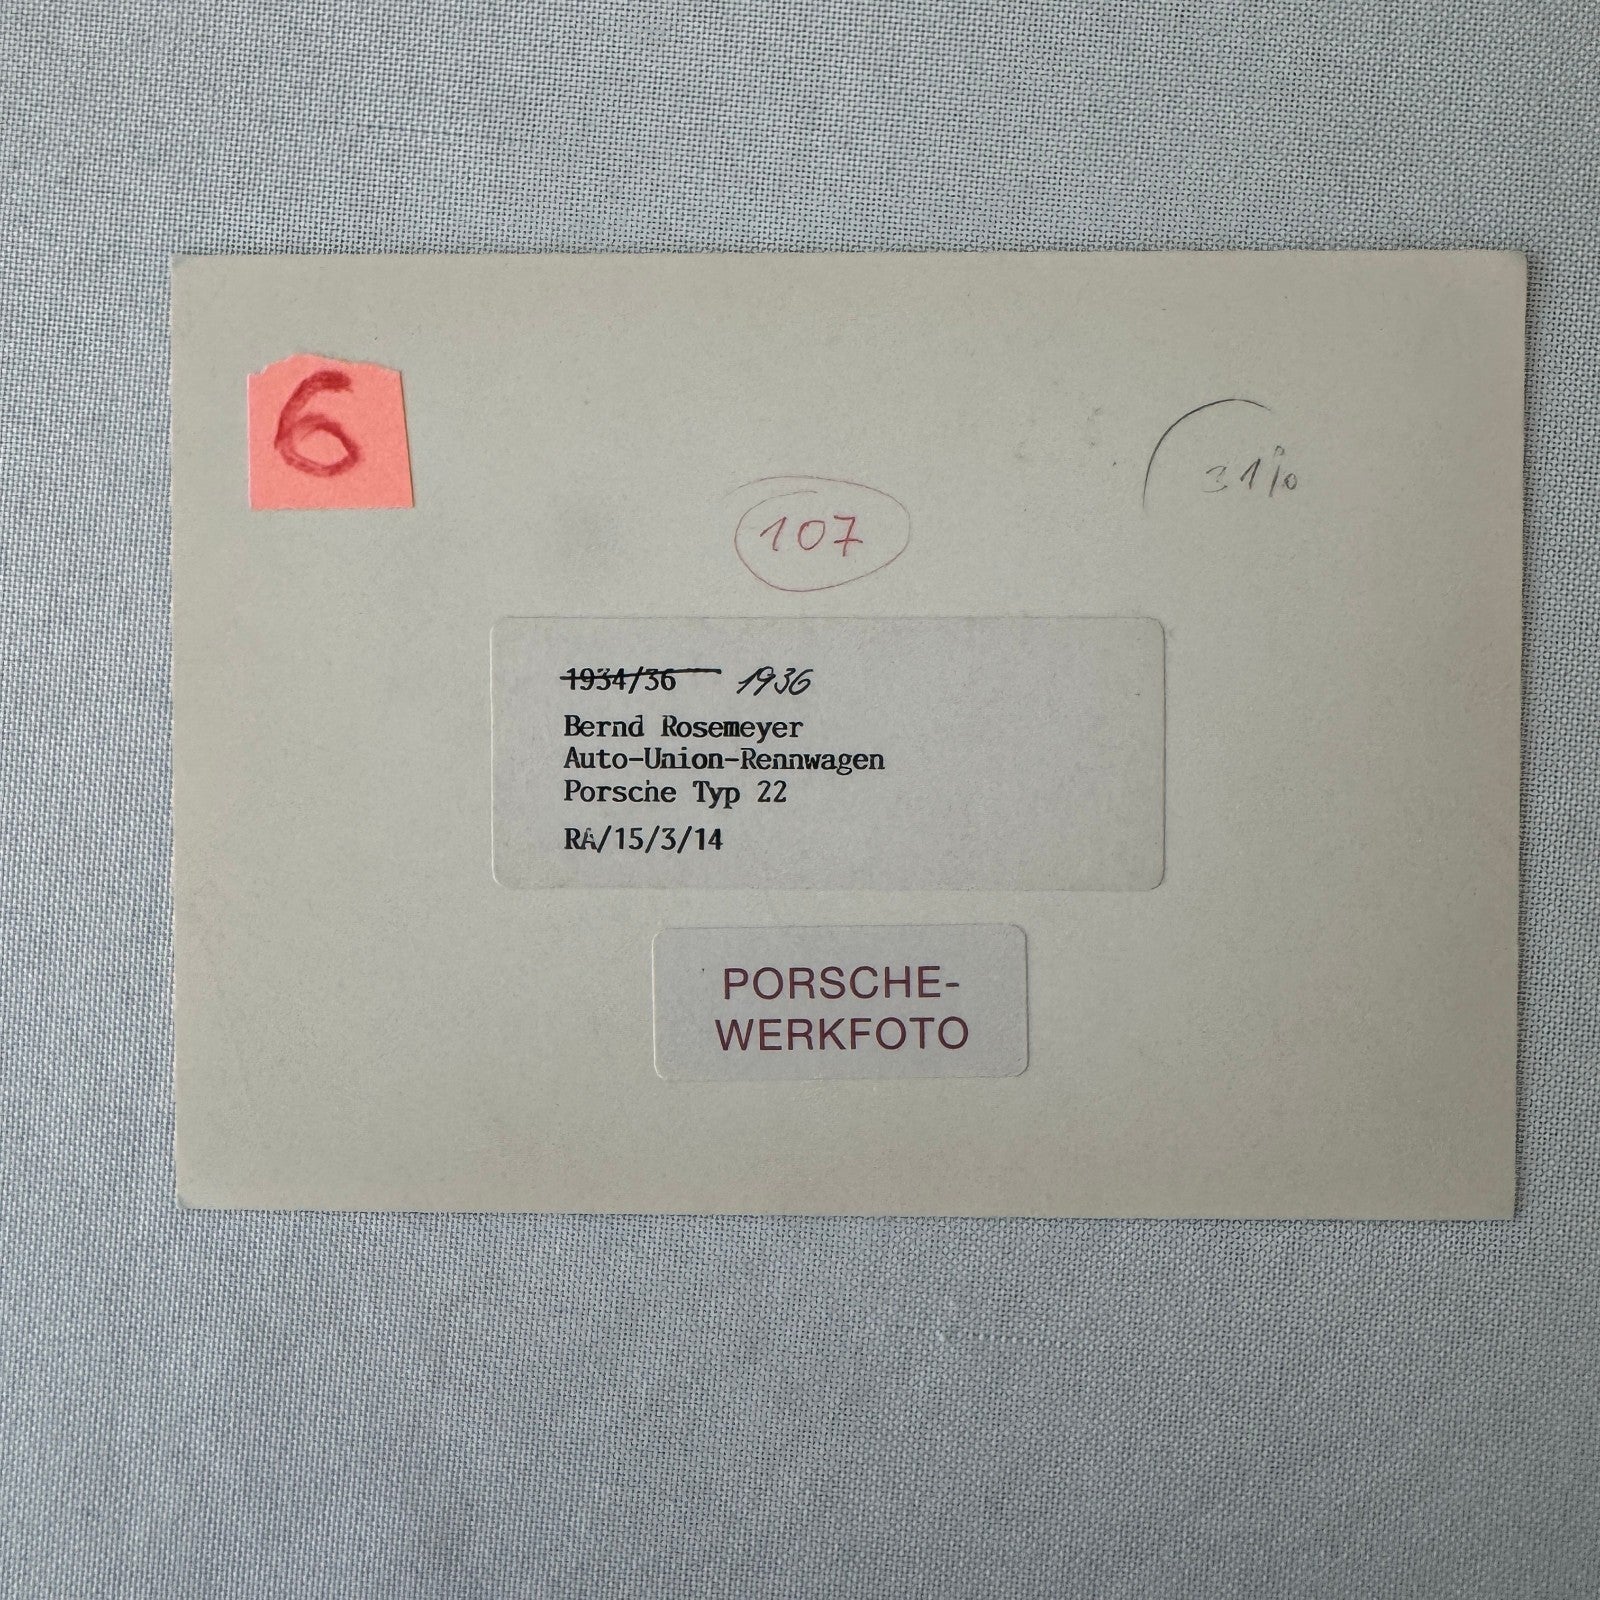 6
31%
107
1934/36 1936
Bernd Rosemeyer
Auto-Union-Rennwagen
Porsche Typ 22
RA/15/3/14
PORSCHE-
WERKFOTO